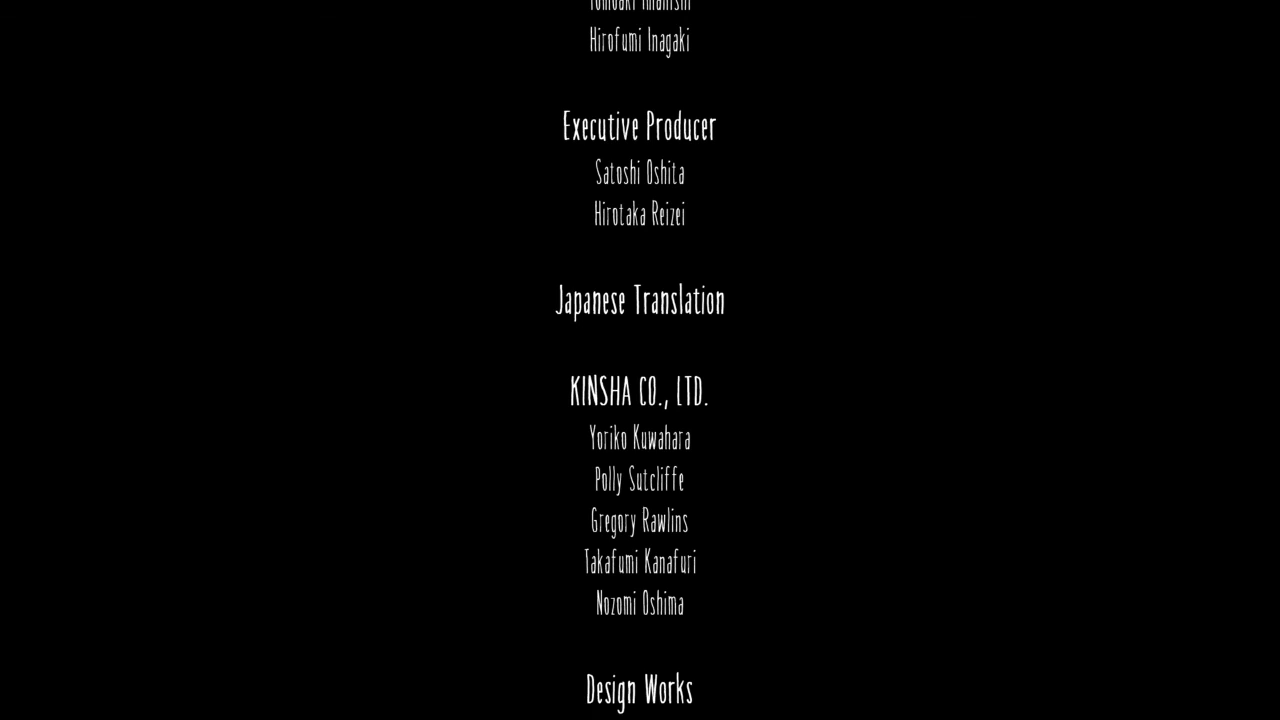 Hirofumi Inagaki
Executive Producer
Satoshi Oshita
Hirotaka Reizei
Japanese Translation
KINSHA CO., LTD.
Yoriko Kuwahara
Polly Sutcliffe
Gregory Rawlins
Takafumi Kanafuri
Nozomi Oshima
Design Works